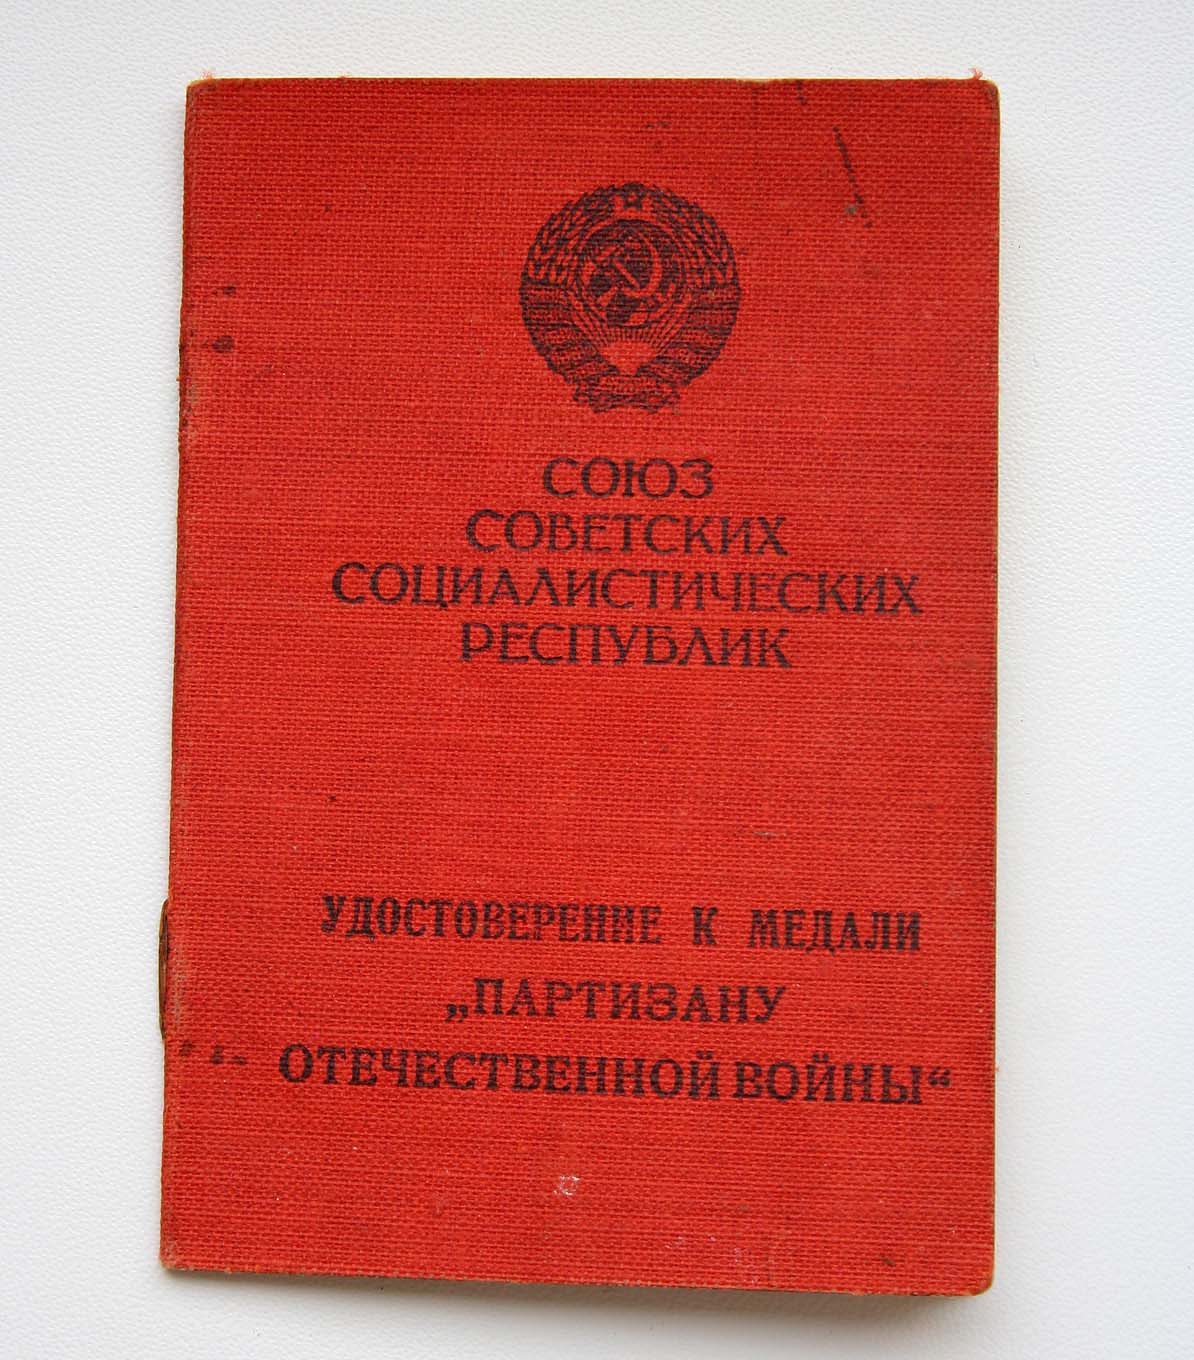 СОЮЗ
СОВЕТСКИХ
СОЦИАЛИСТИЧЕСКИХ
РЕСПУБЛИК
УДОСТОВЕРЕНИЕ К МЕДАЛИ
„ПАРТИЗАНУ
ОТЕЧЕСТВЕННОЙ ВОЙНЫ“